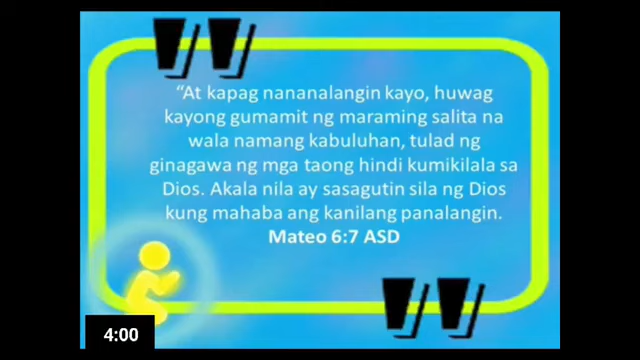 “At kapag nananalangin kayo, huwag
kayong gumamit ng maraming salita na
wala namang kabuluhan, tulad ng
ginagawa ng mga taong hindi kumikilala sa
Dios. Akala nila ay sasagutin sila ng Dios
kung mahaba ang kanilang panalangin.
Mateo 6:7 ASD
4:00